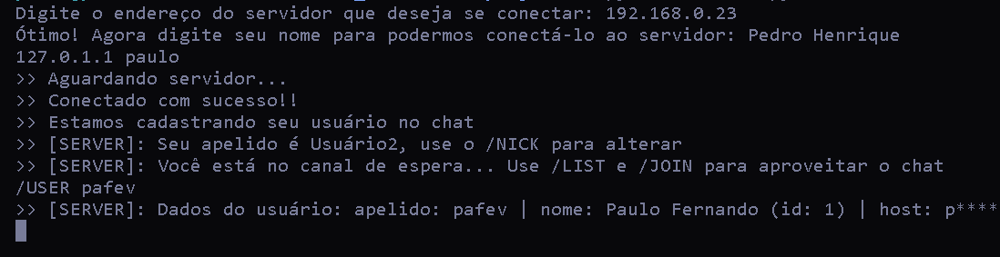 Digite o endereço do servidor que deseja se conectar: 192.168.0.23
Ótimo! Agora digite seu nome para podermos conectá-lo ao servidor: Pedro Henrique
127.0.1.1 paulo
>> Aguardando servidor...
>> Conectado com sucesso!!
>> Estamos cadastrando seu usuário no chat
>> [SERVER]: Seu apelido é Usuário2, use o /NICK para alterar
>> [SERVER]: Você está no canal de espera... Use /LIST e /JOIN para aproveitar o chat
/USER pafev
>> [SERVER]: Dados do usuário: apelido: pafev | nome: Paulo Fernando (id: 1) | host: p****